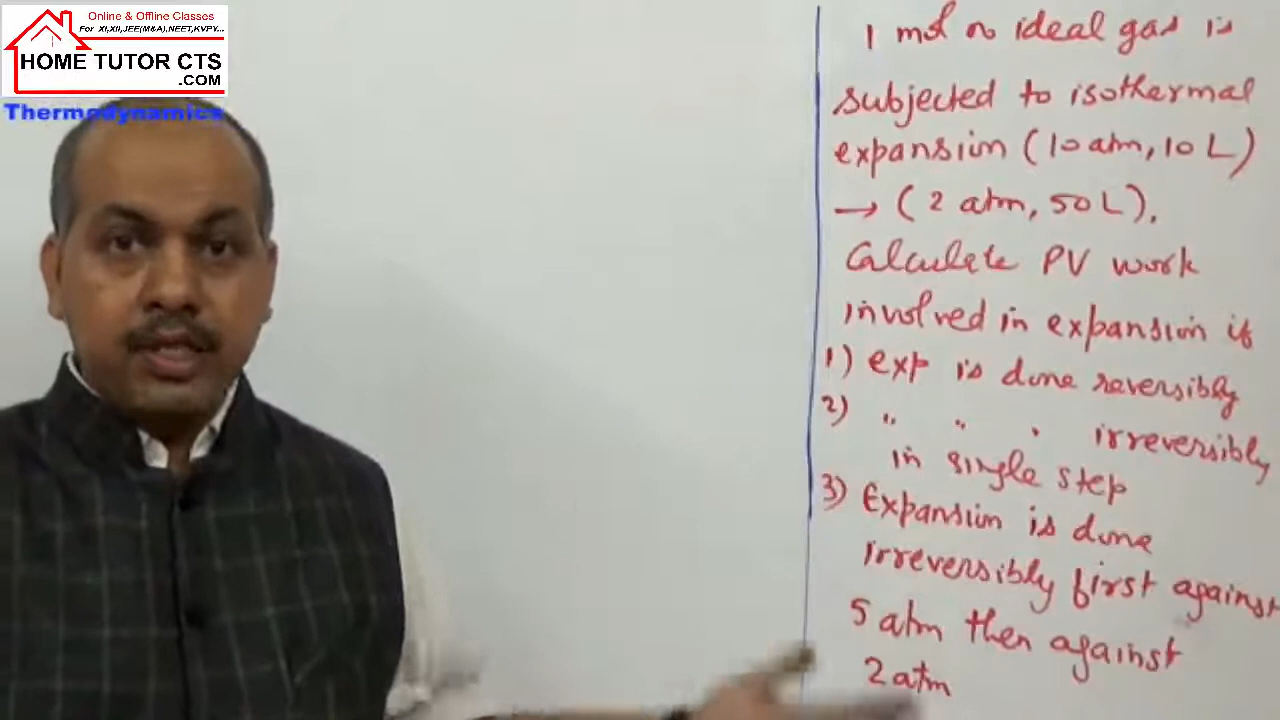 Online & Offline Classes
For XI,XII,JEE(M&A),NEET,KVPY...
HOME TUTOR CTS
.COM
Thermodynamics
1 mol ideal gas is
subjected to isothermal
expansion (10 atm, 10 L)
→ (2 atm, 50 L).
Calculate PV work
involved in expansion if
1) exp is done reversibly
2) " " " irreversibly
in single step
3) Expansion is done
irreversibly first against
5 atm then against
2 atm